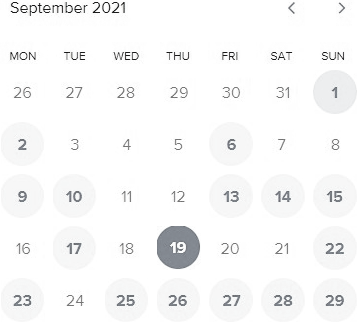 September 2021
MON TUE WED THU FRI SAT SUN
26 27 28 29 30 31 1
2 3 4 5 6 7 8
9 10 11 12 13 14 15
16 17 18 19 20 21 22
23 24 25 26 27 28 29